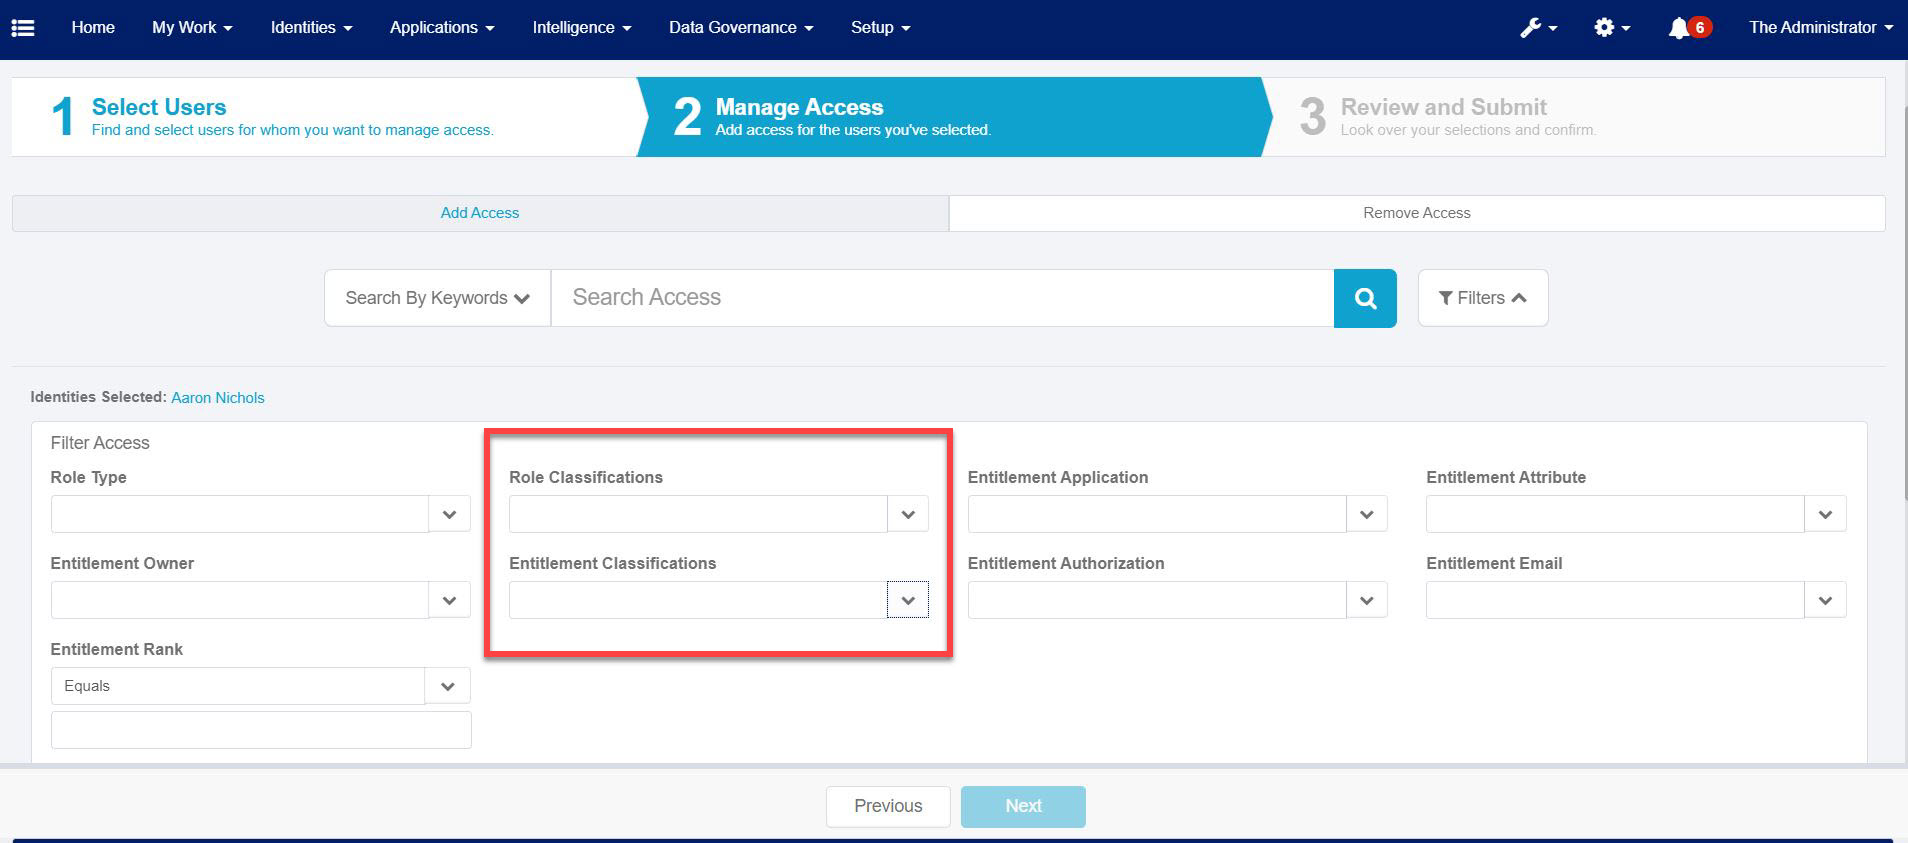 Home My Work Identities Applications Intelligence Data Governance Setup 6 The Administrator
1 Select Users
Find and select users for whom you want to manage access.
2 Manage Access
Add access for the users you've selected.
3 Review and Submit
Look over your selections and confirm.
Add Access Remove Access
Search By Keywords Search Access Filters
Identities Selected: Aaron Nichols
Filter Access
Role Type Role Classifications Entitlement Application Entitlement Attribute
Entitlement Owner Entitlement Classifications Entitlement Authorization Entitlement Email
Entitlement Rank
Equals
Previous Next